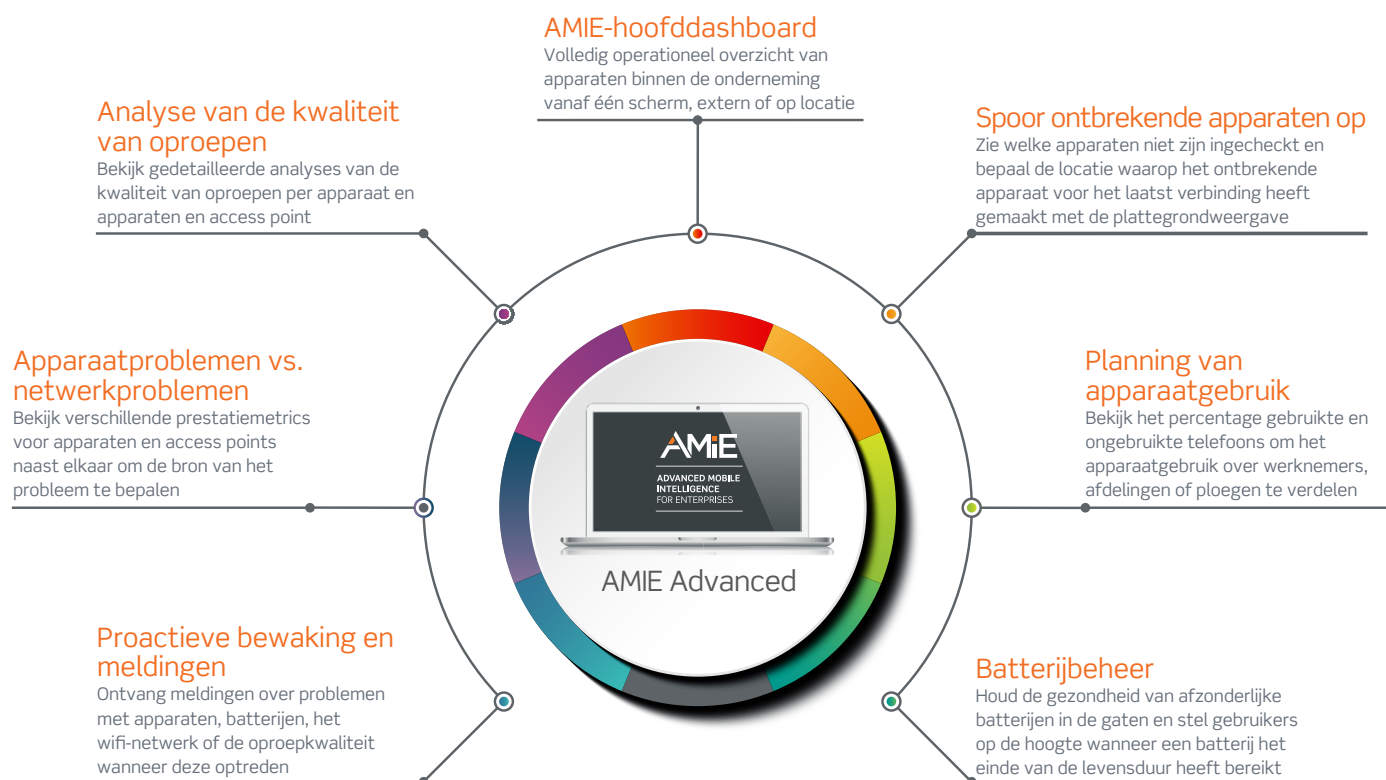 AMIE-hoofddashboard
Volledig operationeel overzicht van
apparaten binnen de onderneming
vanaf één scherm, extern of op locatie
Analyse van de kwaliteit
van oproepen
Bekijk gedetailleerde analyses van de
kwaliteit van oproepen per apparaat en
apparaten en access point
Spoor ontbrekende apparaten op
Zie welke apparaten niet zijn ingecheckt en
bepaal de locatie waarop het ontbrekende
apparaat voor het laatst verbinding heeft
gemaakt met de plattegrondweergave
Apparaatproblemen vs.
netwerkproblemen
Bekijk verschillende prestatiemetrics
voor apparaten en access points
naast elkaar om de bron van het
probleem te bepalen
Planning van
apparaatgebruik
Bekijk het percentage gebruikte en
ongebruikte telefoons om het
apparaatgebruik over werknemers,
afdelingen of ploegen te verdelen
AMiE
ADVANCED MOBILE
INTELLIGENCE
FOR ENTERPRISES
AMIE Advanced
Proactieve bewaking en
meldingen
Ontvang meldingen over problemen
met apparaten, batterijen, het
wifi-netwerk of de oproepkwaliteit
wanneer deze optreden
Batterijbeheer
Houd de gezondheid van afzonderlijke
batterijen in de gaten en stel gebruikers
op de hoogte wanneer een batterij het
einde van de levensduur heeft bereikt